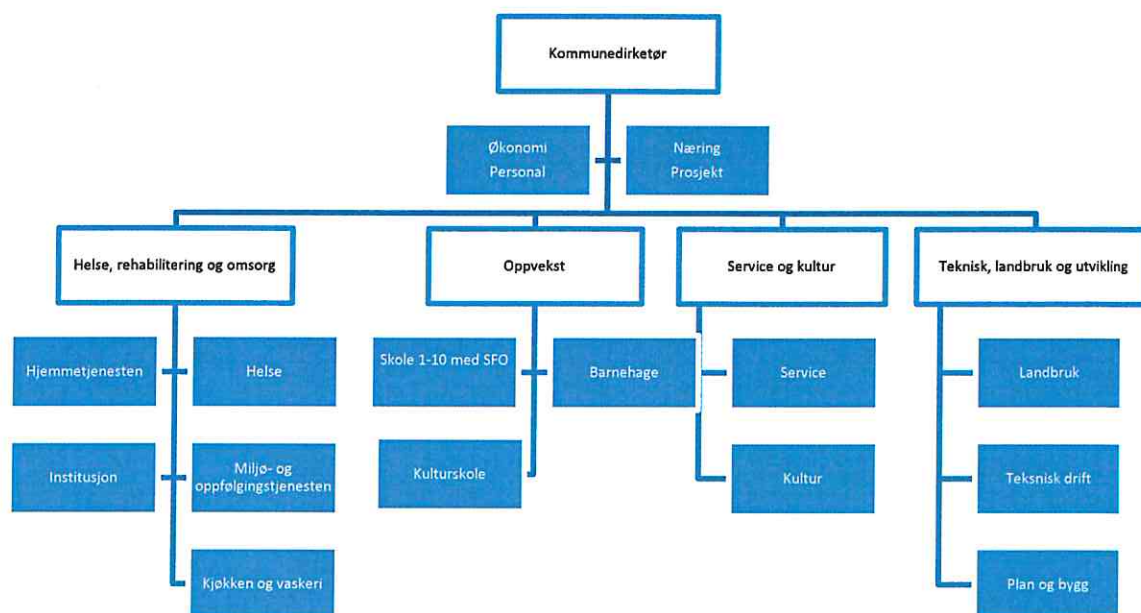 Kommunedirketør
Økonomi
Personal
Næring
Prosjekt
Helse, rehabilitering og omsorg
Oppvekst
Service og kultur
Teknisk, landbruk og utvikling
Hjemmetjenesten
Helse
Skole 1-10 med SFO
Barnehage
Service
Landbruk
Institusjon
Miljø- og
oppfølgingstjenesten
Kulturskole
Kultur
Teksnisk drift
Kjøkken og vaskeri
Plan og bygg